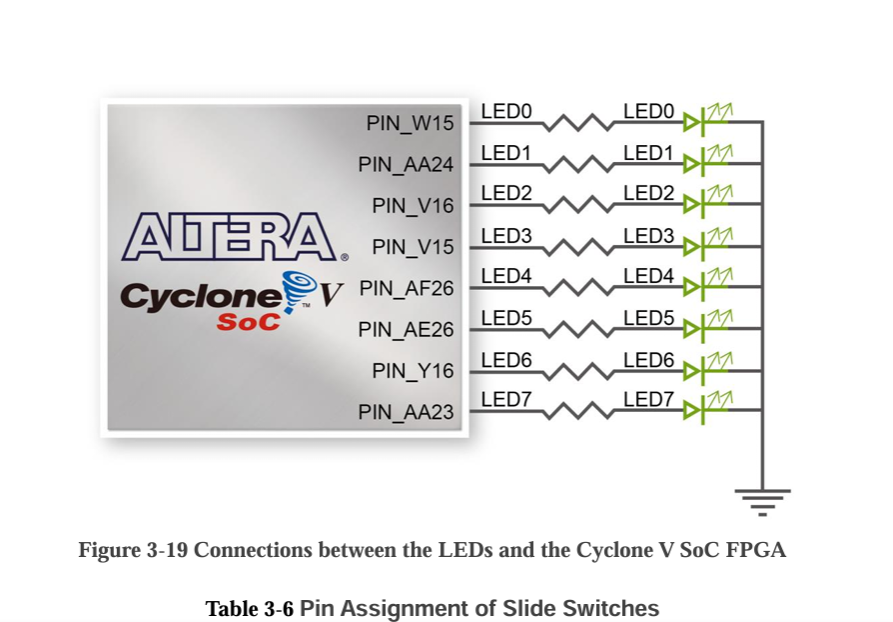 PIN_W15 LED0 LED0
PIN_AA24 LED1 LED1
PIN_V16 LED2 LED2
PIN_V15 LED3 LED3
PIN_AF26 LED4 LED4
PIN_AE26 LED5 LED5
PIN_Y16 LED6 LED6
PIN_AA23 LED7 LED7
ALTERA®
Cyclone™ V
SoC
Figure 3-19 Connections between the LEDs and the Cyclone V SoC FPGA
Table 3-6 Pin Assignment of Slide Switches